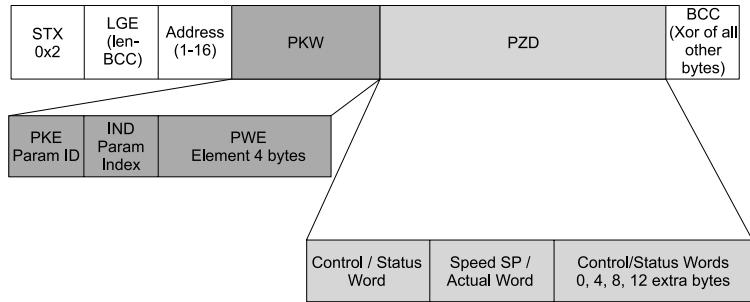 STX
0x2
LGE
(len-
BCC)
Address
(1-16)
PKW
PZD
BCC
(Xor of all
other
bytes)
PKE
Param ID
IND
Param
Index
PWE
Element 4 bytes
Control / Status
Word
Speed SP /
Actual Word
Control/Status Words
0, 4, 8, 12 extra bytes